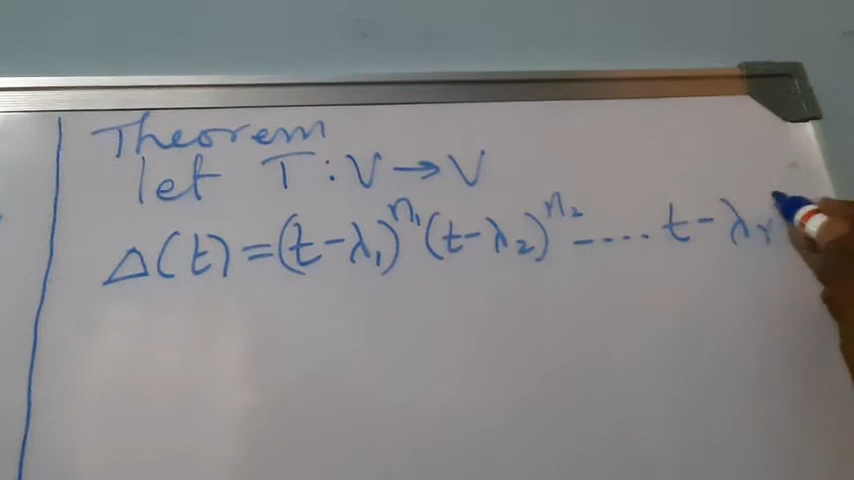 Theorem
let T : V → V
Δ(t) = (t-λ₁)ⁿ¹ (t-λ₂)ⁿ² ---- t-λᵣ